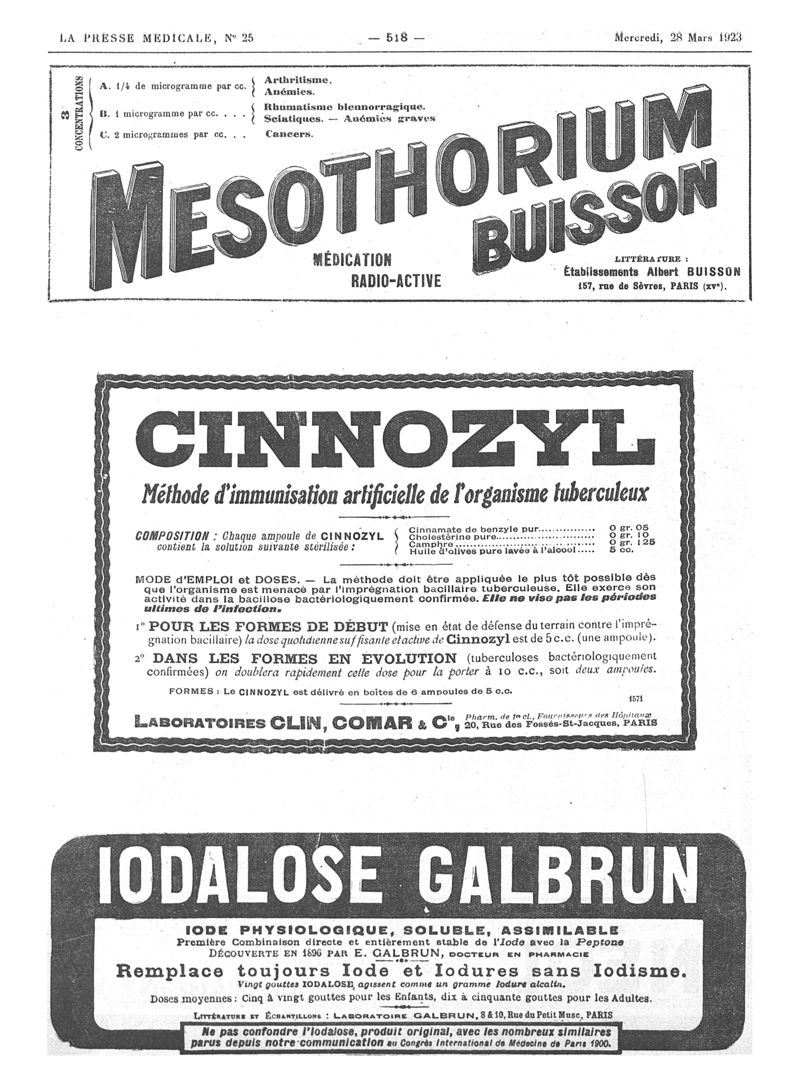 LA PRESSE MEDICALE, N° 25 — 518 — Mercredi, 28 Mars 1923
3 CONCENTRATIONS
A. 1/4 de microgramme par cc. { Arthritisme.
Anémies.
B. 1 microgramme par cc. . . . { Rhumatisme blennorragique.
Sciatiques. — Anémies graves
C. 2 microgrammes par cc. . . Cancers.
MESOTHORIUM
BUISSON
MÉDICATION
RADIO-ACTIVE
LITTÉRATURE :
Établissements Albert BUISSON
157, rue de Sèvres, PARIS (XVe).
CINNOZYL
Méthode d'immunisation artificielle de l'organisme tuberculeux
COMPOSITION : Chaque ampoule de CINNOZYL
contient la solution suivante stérilisée :
Cinnamate de benzyle pur............... 0 gr. 05
Cholestérine pure........................ 0 gr. 10
Camphre................................. 0 gr. 125
Huile d'olives pure lavée à l'alcool..... 5 cc.
MODE d'EMPLOI et DOSES. — La méthode doit être appliquée le plus tôt possible dès
que l'organisme est menacé par l'imprégnation bacillaire tuberculeuse. Elle exerce son
activité dans la bacillose bactériologiquement confirmée. Elle ne vise pas les périodes
ultimes de l'infection.
1° POUR LES FORMES DE DÉBUT (mise en état de défense du terrain contre l'impré-
gnation bacillaire) la dose quotidienne suffisante et active de Cinnozyl est de 5 c.c. (une ampoule).
2° DANS LES FORMES EN ÉVOLUTION (tuberculoses bactériologiquement
confirmées) on doublera rapidement cette dose pour la porter à 10 c.c., soit deux ampoules.
FORMES : Le CINNOZYL est délivré en boîtes de 6 ampoules de 5 c.c.
1571
LABORATOIRES CLIN, COMAR & Cie, Pharm. de 1re cl., Fournisseurs des Hôpitaux
20, Rue des Fossés-St-Jacques, PARIS
IODALOSE GALBRUN
IODE PHYSIOLOGIQUE, SOLUBLE, ASSIMILABLE
Première Combinaison directe et entièrement stable de l'Iode avec la Peptone
DÉCOUVERTE EN 1896 PAR E. GALBRUN, DOCTEUR EN PHARMACIE
Remplace toujours Iode et Iodures sans Iodisme.
Vingt gouttes IODALOSE, agissent comme un gramme Iodure alcalin.
Doses moyennes : Cinq à vingt gouttes pour les Enfants, dix à cinquante gouttes pour les Adultes.
LITTÉRATURE ET ÉCHANTILLONS : LABORATOIRE GALBRUN, 8 & 10, Rue du Petit Musc, PARIS
Ne pas confondre l'Iodalose, produit original, avec les nombreux similaires
parus depuis notre communication au Congrès International de Médecine de Paris 1900.